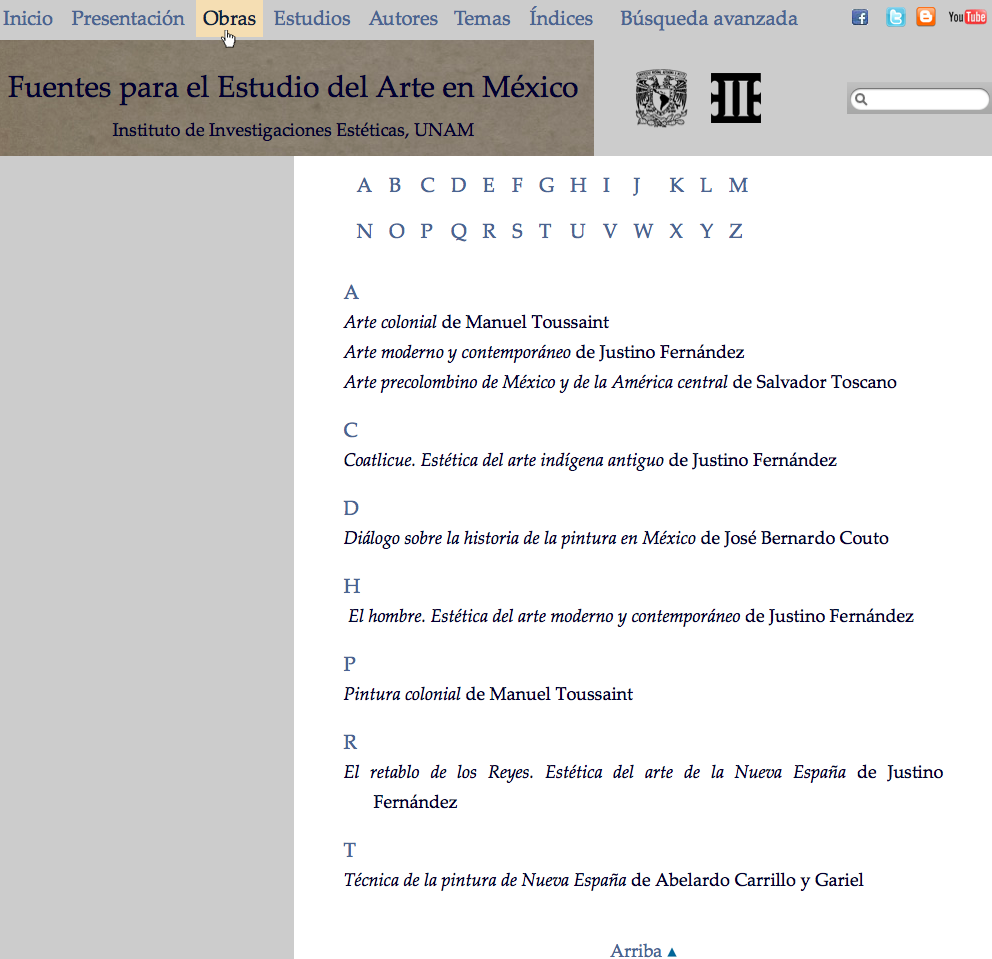 Inicio Presentación Obras Estudios Autores Temas Índices Búsqueda avanzada You Tube
Fuentes para el Estudio del Arte en México
Instituto de Investigaciones Estéticas, UNAM
A B C D E F G H I J K L M
N O P Q R S T U V W X Y Z
A
Arte colonial de Manuel Toussaint
Arte moderno y contemporáneo de Justino Fernández
Arte precolombino de México y de la América central de Salvador Toscano
C
Coatlicue. Estética del arte indígena antiguo de Justino Fernández
D
Diálogo sobre la historia de la pintura en México de José Bernardo Couto
H
El hombre. Estética del arte moderno y contemporáneo de Justino Fernández
P
Pintura colonial de Manuel Toussaint
R
El retablo de los Reyes. Estética del arte de la Nueva España de Justino
Fernández
T
Técnica de la pintura de Nueva España de Abelardo Carrillo y Gariel
Arriba ▲